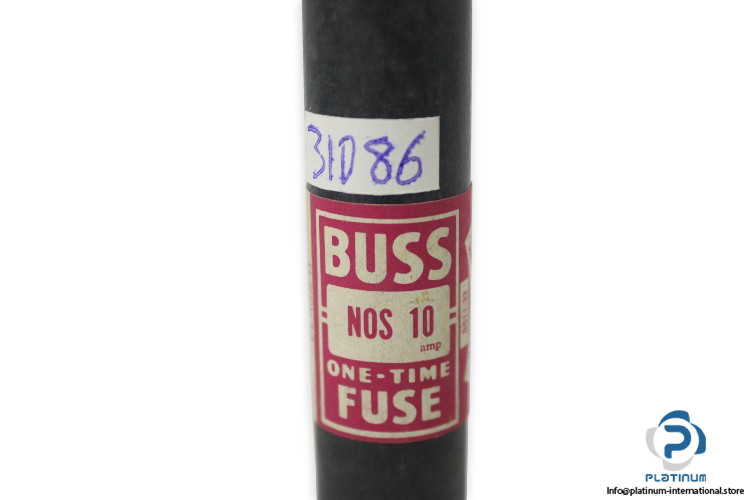 31D86
BUSS
NOS 10
amp
ONE-TIME
FUSE
PLATINUM
Info@platinum-international.store